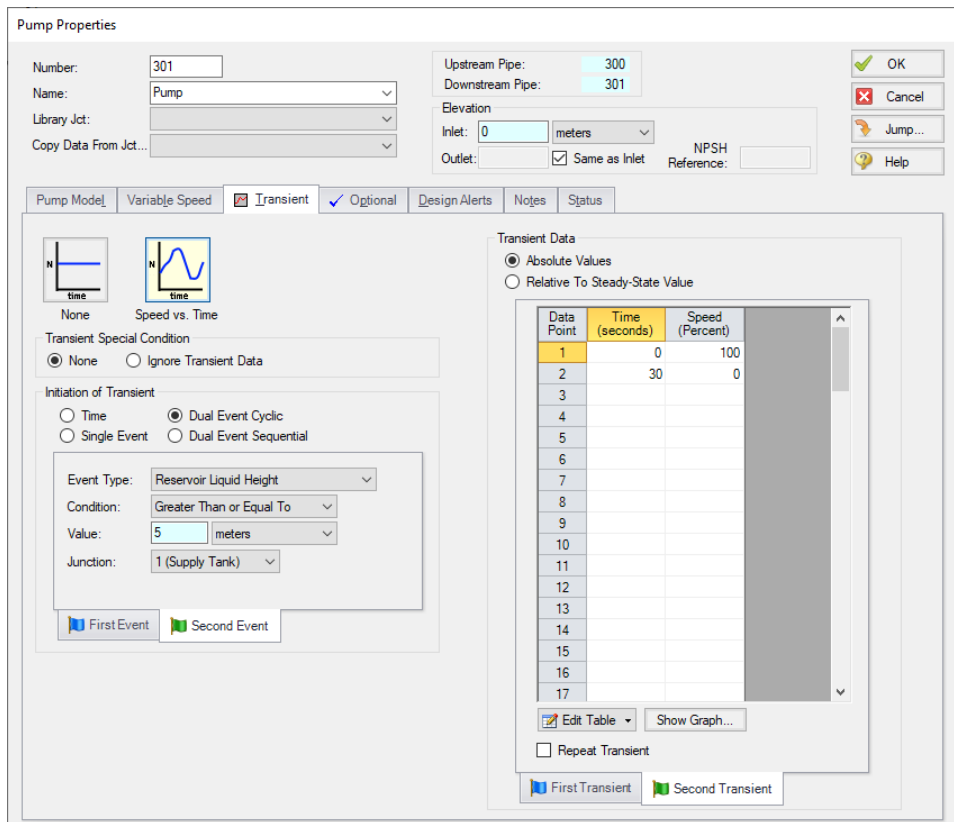 Pump Properties
Number: 301
Name: Pump
Library Jct:
Copy Data From Jct...
Upstream Pipe: 300
Downstream Pipe: 301
Elevation
Inlet: 0 meters
Outlet: Same as Inlet
NPSH
Reference:
OK
Cancel
Jump...
Help
Pump Model Variable Speed Transient Optional Design Alerts Notes Status
N
time
None
N
time
Speed vs. Time
Transient Special Condition
None Ignore Transient Data
Initiation of Transient
Time Dual Event Cyclic
Single Event Dual Event Sequential
Event Type: Reservoir Liquid Height
Condition: Greater Than or Equal To
Value: 5 meters
Junction: 1 (Supply Tank)
First Event Second Event
Transient Data
Absolute Values
Relative To Steady-State Value
Data Time Speed
Point (seconds) (Percent)
1 0 100
2 30 0
3
4
5
6
7
8
9
10
11
12
13
14
15
16
17
Edit Table Show Graph...
Repeat Transient
First Transient Second Transient